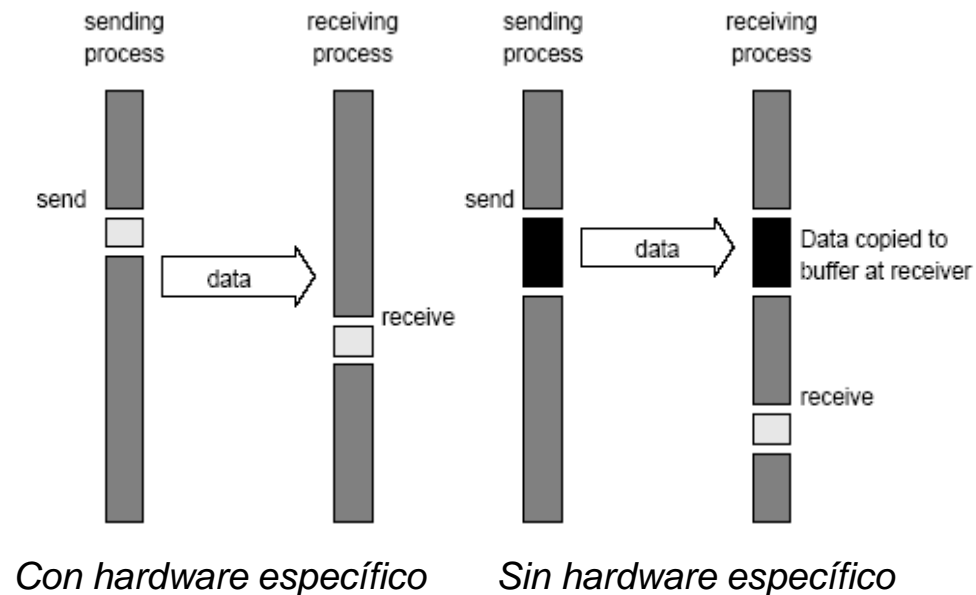 sending
process
receiving
process
sending
process
receiving
process
send
data
receive
send
data
Data copied to
buffer at receiver
receive
Con hardware específico
Sin hardware específico